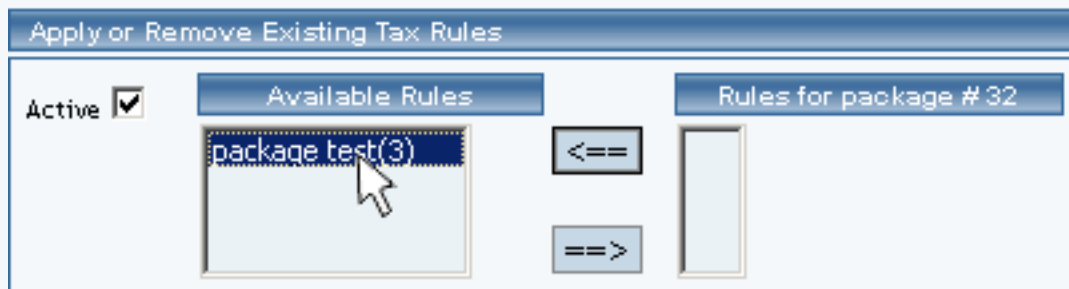 Apply or Remove Existing Tax Rules
Active
Available Rules
Rules for package # 32
package test(3)
<==
==>